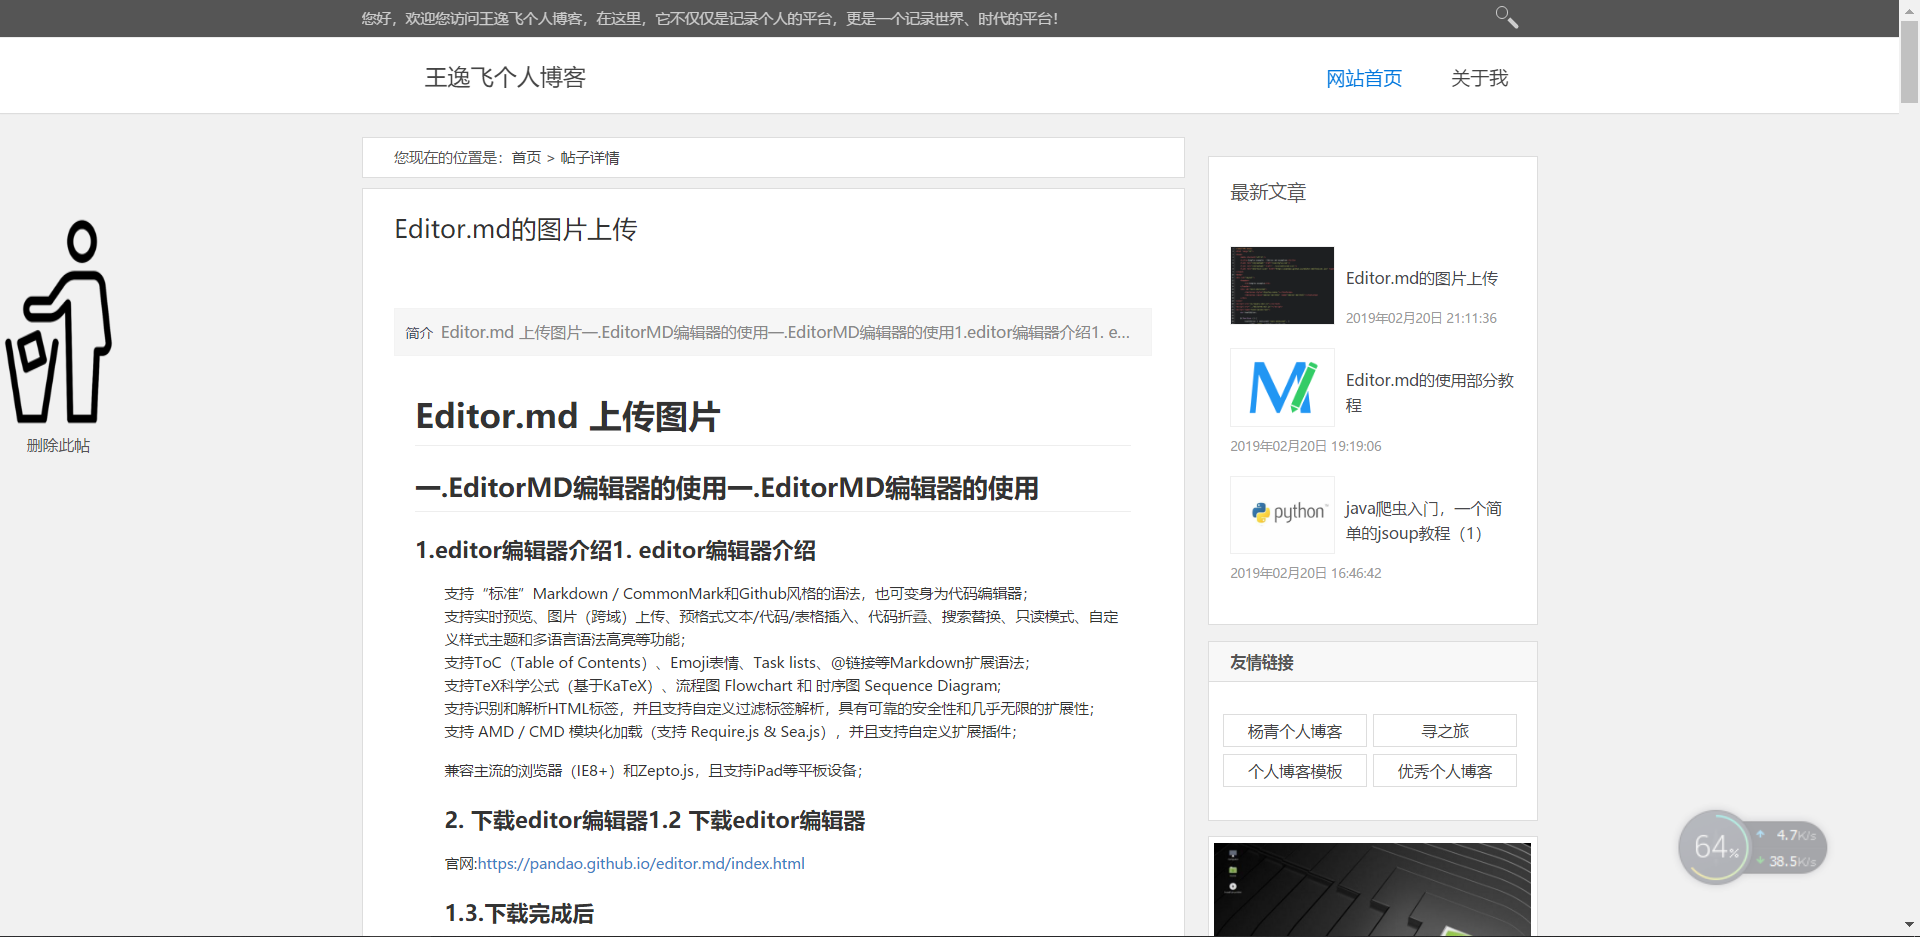 您好，欢迎您访问王逸飞个人博客，在这里，它不仅仅是记录个人的平台，更是一个记录世界、时代的平台！
王逸飞个人博客
网站首页
关于我
您现在的位置是：首页 > 帖子详情
Editor.md的图片上传
简介 Editor.md 上传图片一.EditorMD编辑器的使用一.EditorMD编辑器的使用1.editor编辑器介绍1. e...
Editor.md 上传图片
一.EditorMD编辑器的使用一.EditorMD编辑器的使用
1.editor编辑器介绍1. editor编辑器介绍
支持“标准”Markdown / CommonMark和Github风格的语法，也可变身为代码编辑器；
支持实时预览、图片（跨域）上传、预格式文本/代码/表格插入、代码折叠、搜索替换、只读模式、自定
义样式主题和多语言语法高亮等功能；
支持ToC（Table of Contents）、Emoji表情、Task lists、@链接等Markdown扩展语法；
支持TeX科学公式（基于KaTeX）、流程图 Flowchart 和 时序图 Sequence Diagram;
支持识别和解析HTML标签，并且支持自定义过滤标签解析，具有可靠的安全性和几乎无限的扩展性；
支持 AMD / CMD 模块化加载（支持 Require.js & Sea.js），并且支持自定义扩展插件；
兼容主流的浏览器（IE8+）和Zepto.js，且支持iPad等平板设备；
2. 下载editor编辑器1.2 下载editor编辑器
官网:https://pandao.github.io/editor.md/index.html
1.3.下载完成后
删除此帖
最新文章
Editor.md的图片上传
2019年02月20日 21:11:36
Editor.md的使用部分教
程
2019年02月20日 19:19:06
python
java爬虫入门，一个简
单的jsoup教程（1）
2019年02月20日 16:46:42
友情链接
杨青个人博客
寻之旅
个人博客模板
优秀个人博客
64%
4.7K/s
38.5K/s